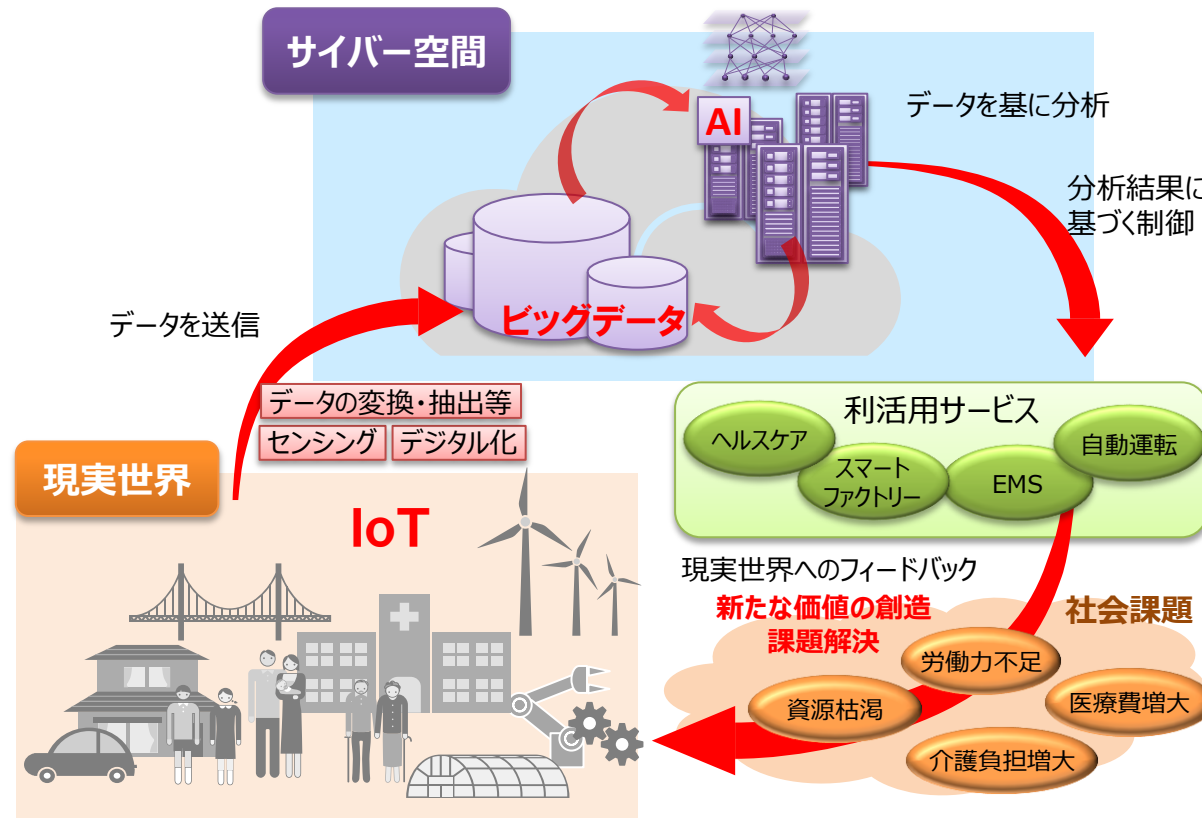 サイバー空間
AI
データを基に分析
分析結果に
基づく制御
ビッグデータ
データを送信
データの変換・抽出等
センシング
デジタル化
利活用サービス
ヘルスケア
スマート
ファクトリー
EMS
自動運転
現実世界
IoT
現実世界へのフィードバック
新たな価値の創造
課題解決
社会課題
労働力不足
資源枯渇
医療費増大
介護負担増大